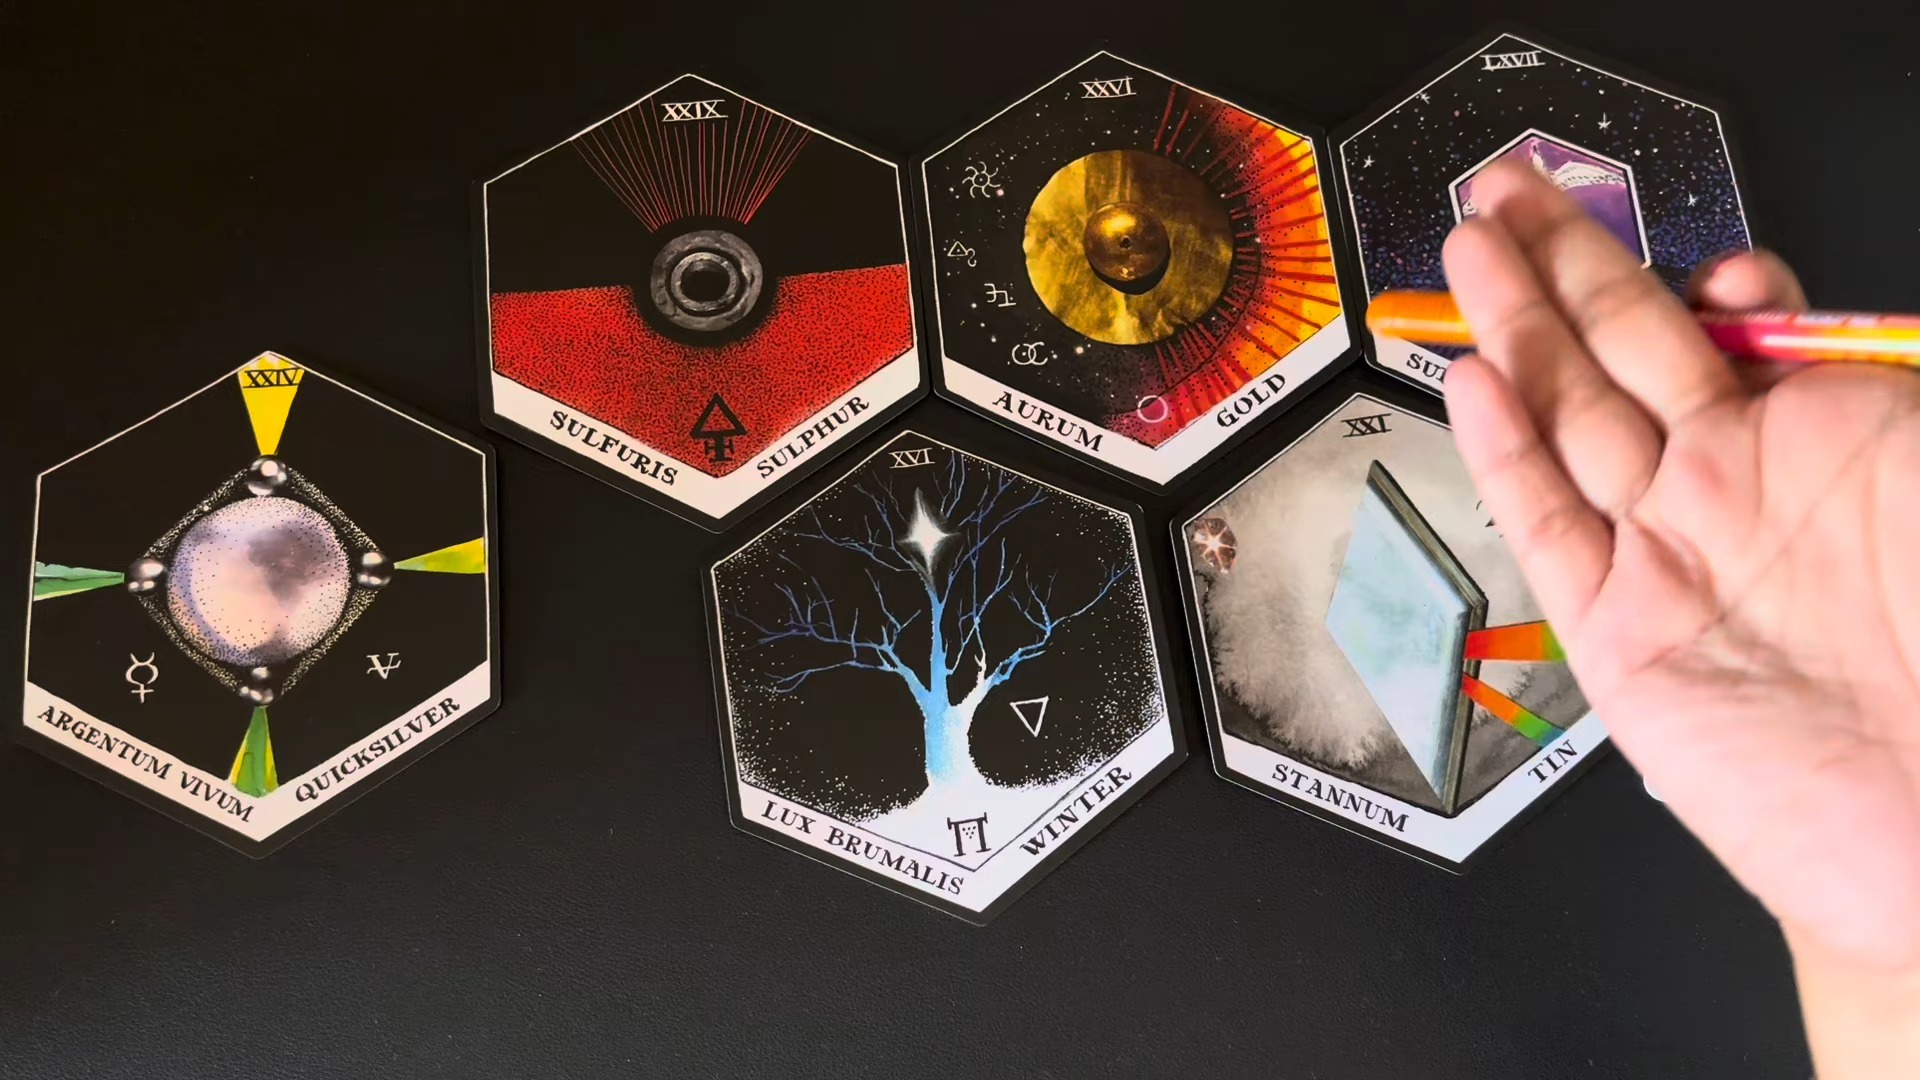 XXIX
SULFURIS SULPHUR
XXVI
AURUM GOLD
LXVII
XXIV
ARGENTUM VIVUM QUICKSILVER
XVI
LUX BRUMALIS WINTER
XXI
STANNUM TIN